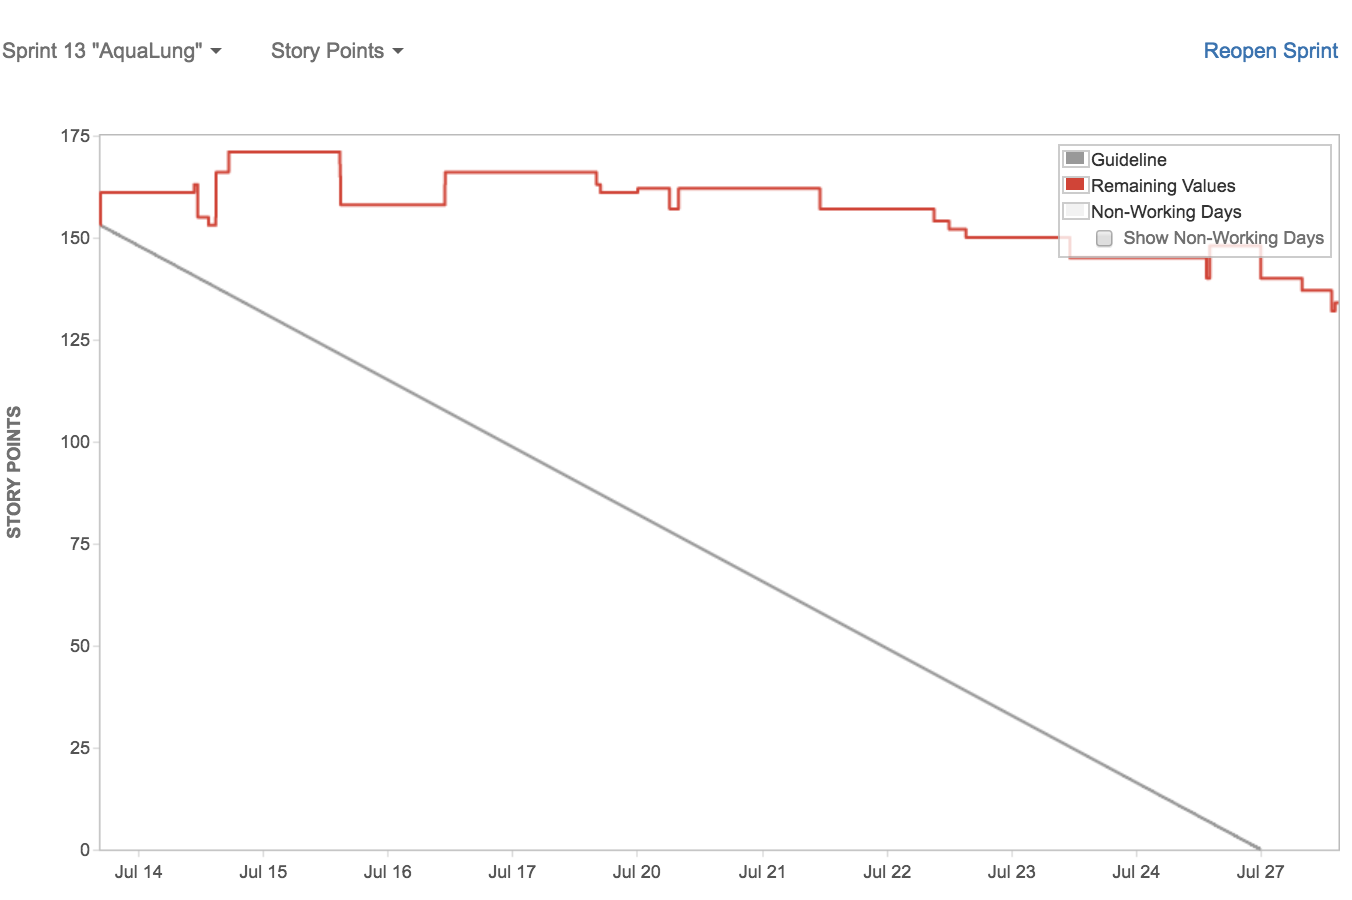 Sprint 13 "AquaLung" Story Points Reopen Sprint
175
Guideline
Remaining Values
Non-Working Days
Show Non-Working Days
150
125
100
75
50
25
0
STORY POINTS
Jul 14 Jul 15 Jul 16 Jul 17 Jul 20 Jul 21 Jul 22 Jul 23 Jul 24 Jul 27